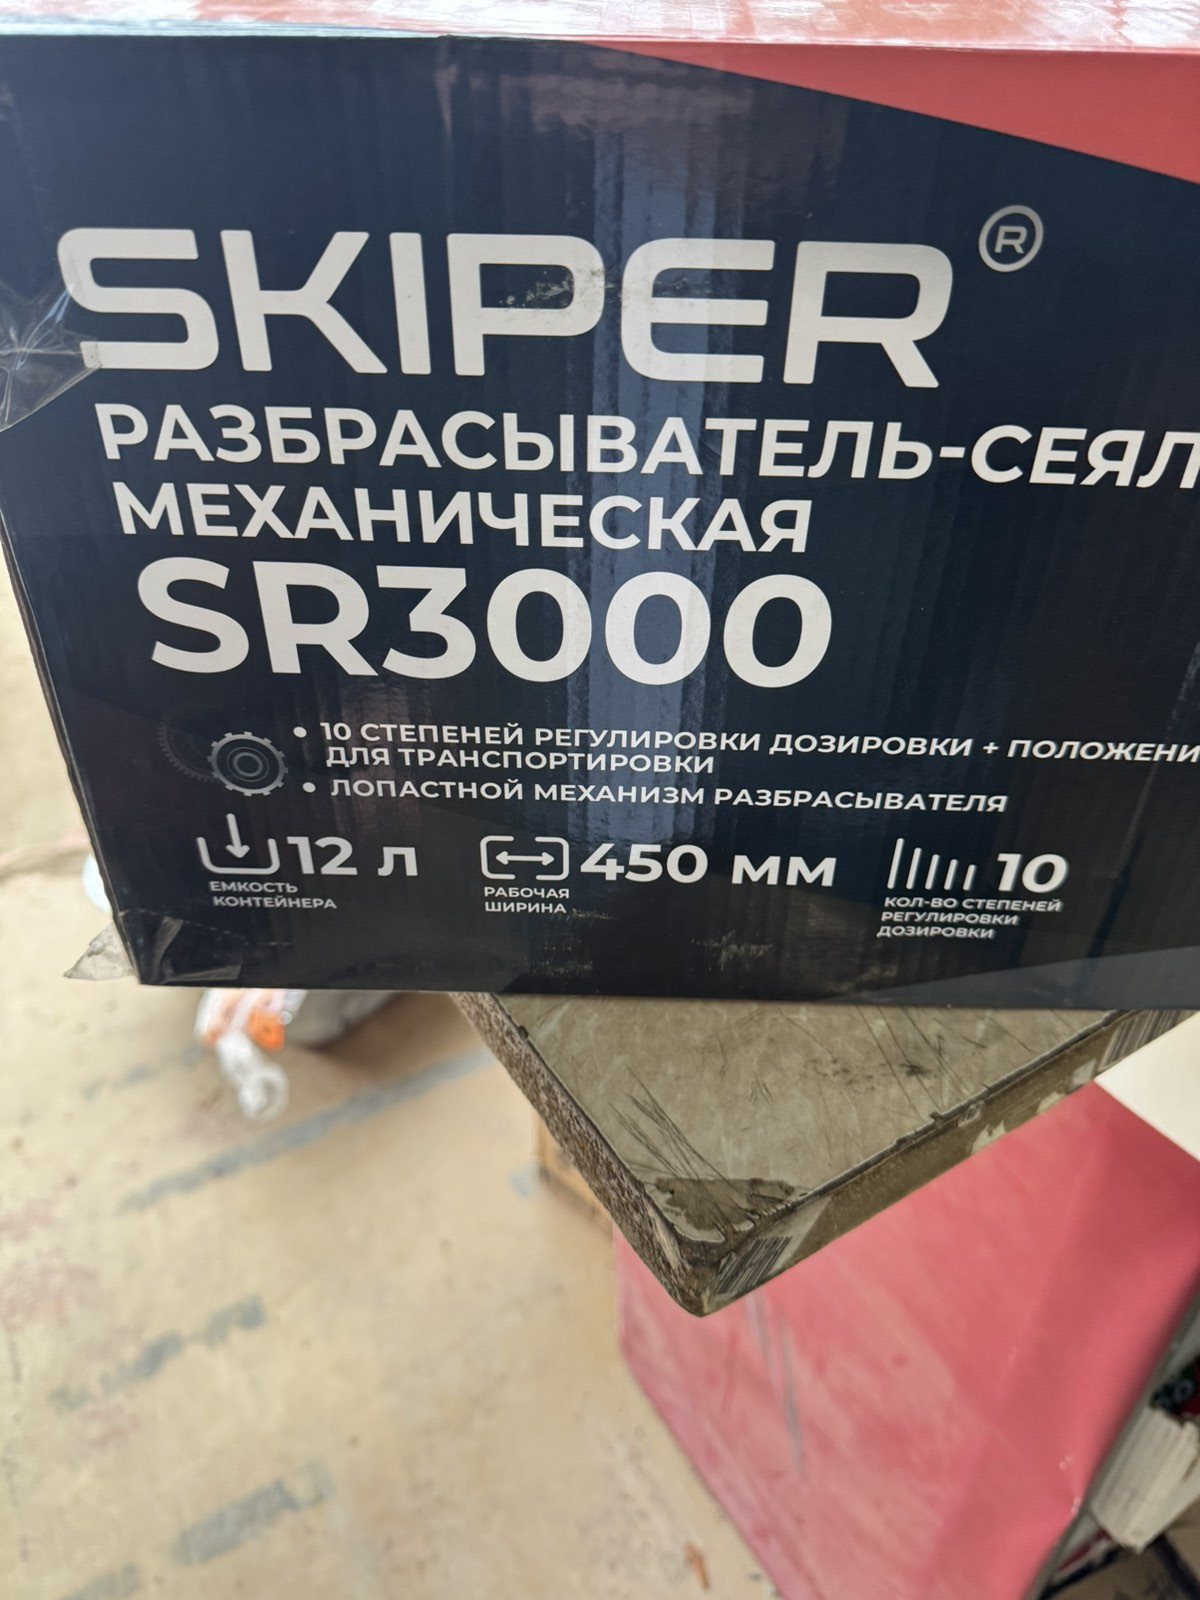 SKIPER®
РАЗБРАСЫВАТЕЛЬ-СЕЯЛ
МЕХАНИЧЕСКАЯ
SR3000
• 10 СТЕПЕНЕЙ РЕГУЛИРОВКИ ДОЗИРОВКИ + ПОЛОЖЕНИ
ДЛЯ ТРАНСПОРТИРОВКИ
• ЛОПАСТНОЙ МЕХАНИЗМ РАЗБРАСЫВАТЕЛЯ
12 л
ЕМКОСТЬ
КОНТЕЙНЕРА
450 мм
РАБОЧАЯ
ШИРИНА
10
КОЛ-ВО СТЕПЕНЕЙ
РЕГУЛИРОВКИ
ДОЗИРОВКИ